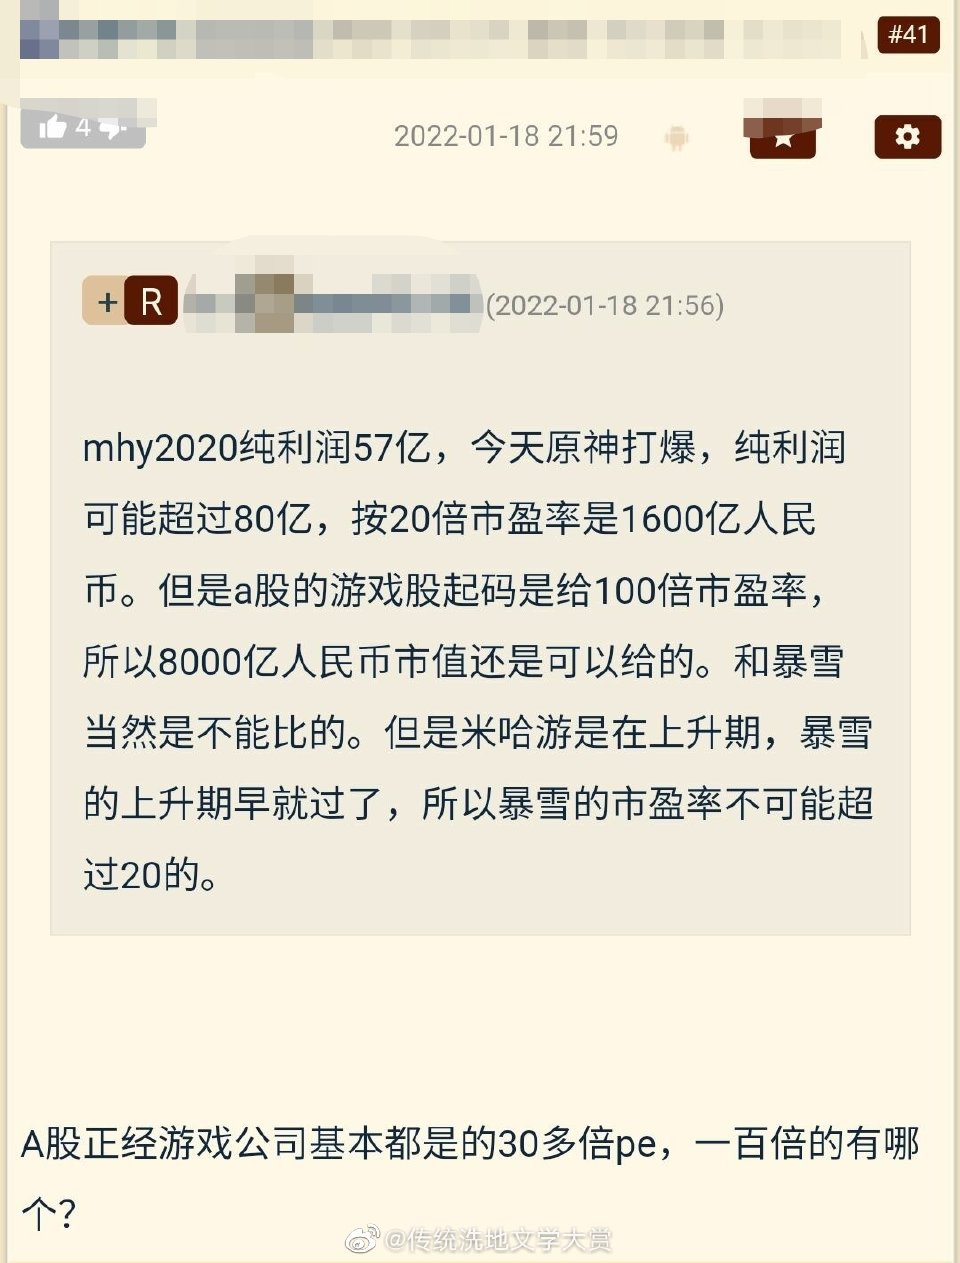 #41
4
2022-01-18 21:59
+ R (2022-01-18 21:56)
mhy2020纯利润57亿，今天原神打爆，纯利润
可能超过80亿，按20倍市盈率是1600亿人民
币。但是a股的游戏股起码是给100倍市盈率，
所以8000亿人民币市值还是可以给的。和暴雪
当然是不能比的。但是米哈游是在上升期，暴雪
的上升期早就过了，所以暴雪的市盈率不可能超
过20的。
A股正经游戏公司基本都是的30多倍pe，一百倍的有哪
个？
@传统洗地文学大赏